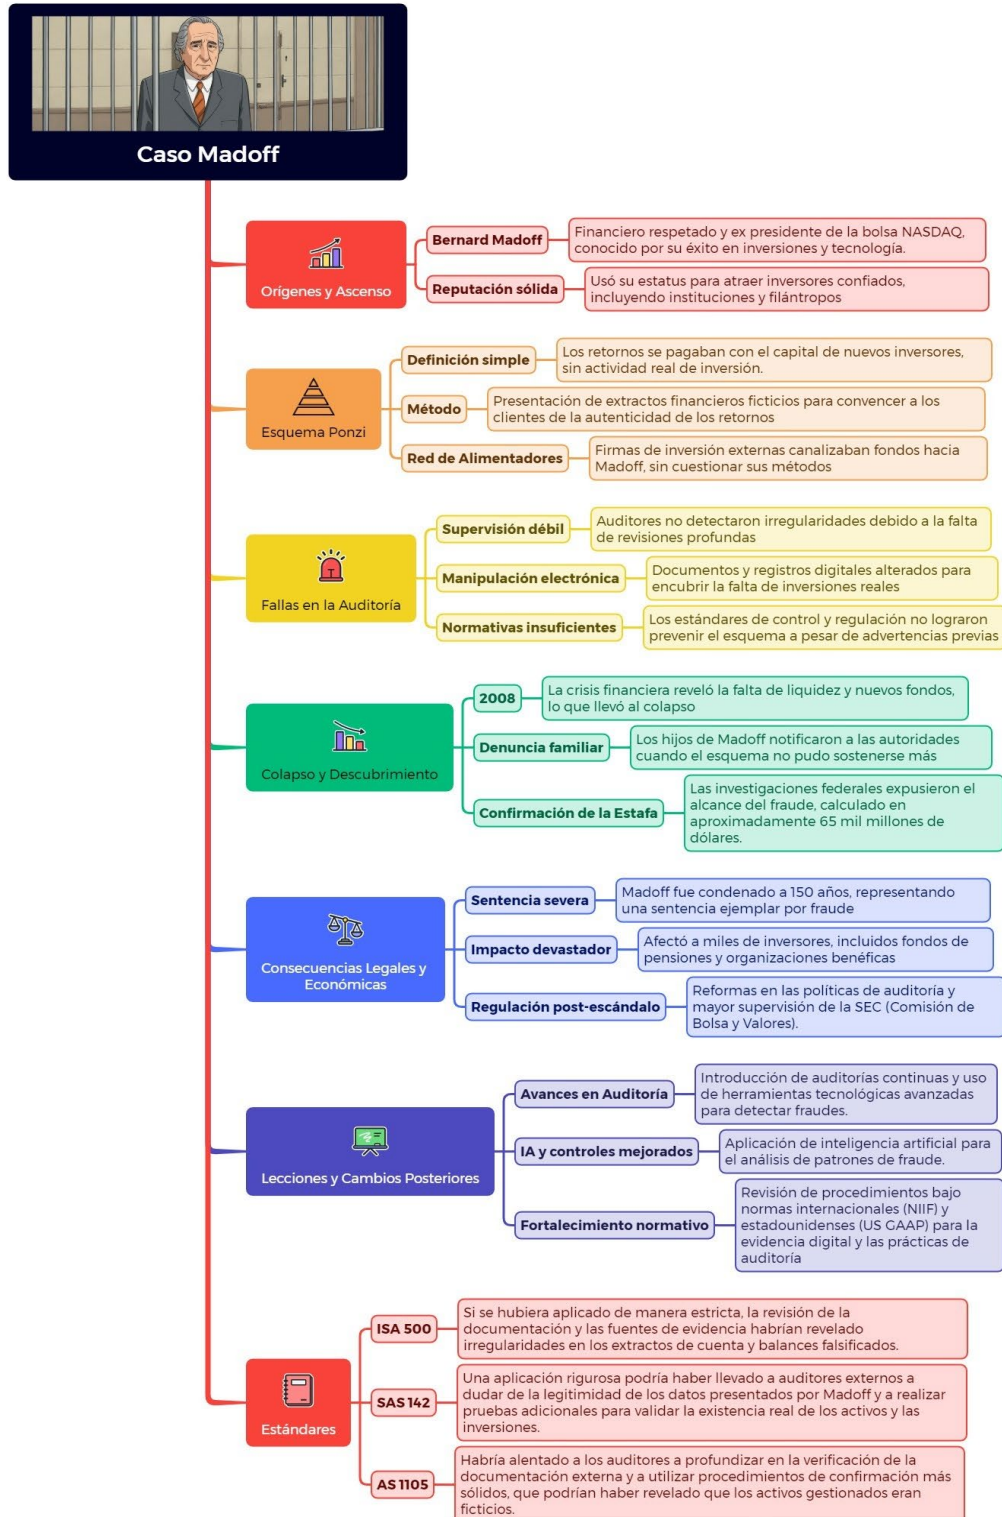 Caso Madoff
Orígenes y Ascenso
Bernard Madoff
Financiero respetado y ex presidente de la bolsa NASDAQ,
conocido por su éxito en inversiones y tecnología.
Reputación sólida
Usó su estatus para atraer inversores confiados,
incluyendo instituciones y filántropos
Esquema Ponzi
Definición simple
Los retornos se pagaban con el capital de nuevos inversores,
sin actividad real de inversión.
Método
Presentación de extractos financieros ficticios para convencer a los
clientes de la autenticidad de los retornos
Red de Alimentadores
Firmas de inversión externas canalizaban fondos hacia
Madoff, sin cuestionar sus métodos
Fallas en la Auditoría
Supervisión débil
Auditores no detectaron irregularidades debido a la falta
de revisiones profundas
Manipulación electrónica
Documentos y registros digitales alterados para
encubrir la falta de inversiones reales
Normativas insuficientes
Los estándares de control y regulación no lograron
prevenir el esquema a pesar de advertencias previas
Colapso y Descubrimiento
2008
La crisis financiera reveló la falta de liquidez y nuevos fondos,
lo que llevó al colapso
Denuncia familiar
Los hijos de Madoff notificaron a las autoridades
cuando el esquema no pudo sostenerse más
Confirmación de la Estafa
Las investigaciones federales expusieron el
alcance del fraude, calculado en
aproximadamente 65 mil millones de
dólares.
Consecuencias Legales y
Económicas
Sentencia severa
Madoff fue condenado a 150 años, representando
una sentencia ejemplar por fraude
Impacto devastador
Afectó a miles de inversores, incluidos fondos de
pensiones y organizaciones benéficas
Regulación post-escándalo
Reformas en las políticas de auditoría y
mayor supervisión de la SEC (Comisión de
Bolsa y Valores).
Lecciones y Cambios Posteriores
Avances en Auditoría
Introducción de auditorías continuas y uso
de herramientas tecnológicas avanzadas
para detectar fraudes.
IA y controles mejorados
Aplicación de inteligencia artificial para
el análisis de patrones de fraude.
Fortalecimiento normativo
Revisión de procedimientos bajo
normas internacionales (NIIF) y
estadounidenses (US GAAP) para la
evidencia digital y las prácticas de
auditoría
Estándares
ISA 500
Si se hubiera aplicado de manera estricta, la revisión de la
documentación y las fuentes de evidencia habrían revelado
irregularidades en los extractos de cuenta y balances falsificados.
SAS 142
Una aplicación rigurosa podría haber llevado a auditores externos a
dudar de la legitimidad de los datos presentados por Madoff y a realizar
pruebas adicionales para validar la existencia real de los activos y las
inversiones.
AS 1105
Habría alentado a los auditores a profundizar en la verificación de la
documentación externa y a utilizar procedimientos de confirmación más
sólidos, que podrían haber revelado que los activos gestionados eran
ficticios.